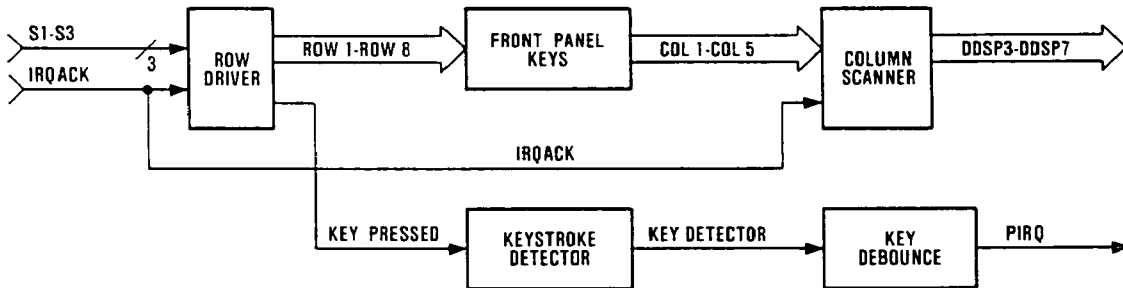 S1-S3
3
IRQACK
ROW
DRIVER
ROW 1-ROW 8
FRONT PANEL
KEYS
COL 1-COL 5
COLUMN
SCANNER
DDSP3-DDSP7
IRQACK
KEY PRESSED
KEYSTROKE
DETECTOR
KEY DETECTOR
KEY
DEBOUNCE
PIRQ